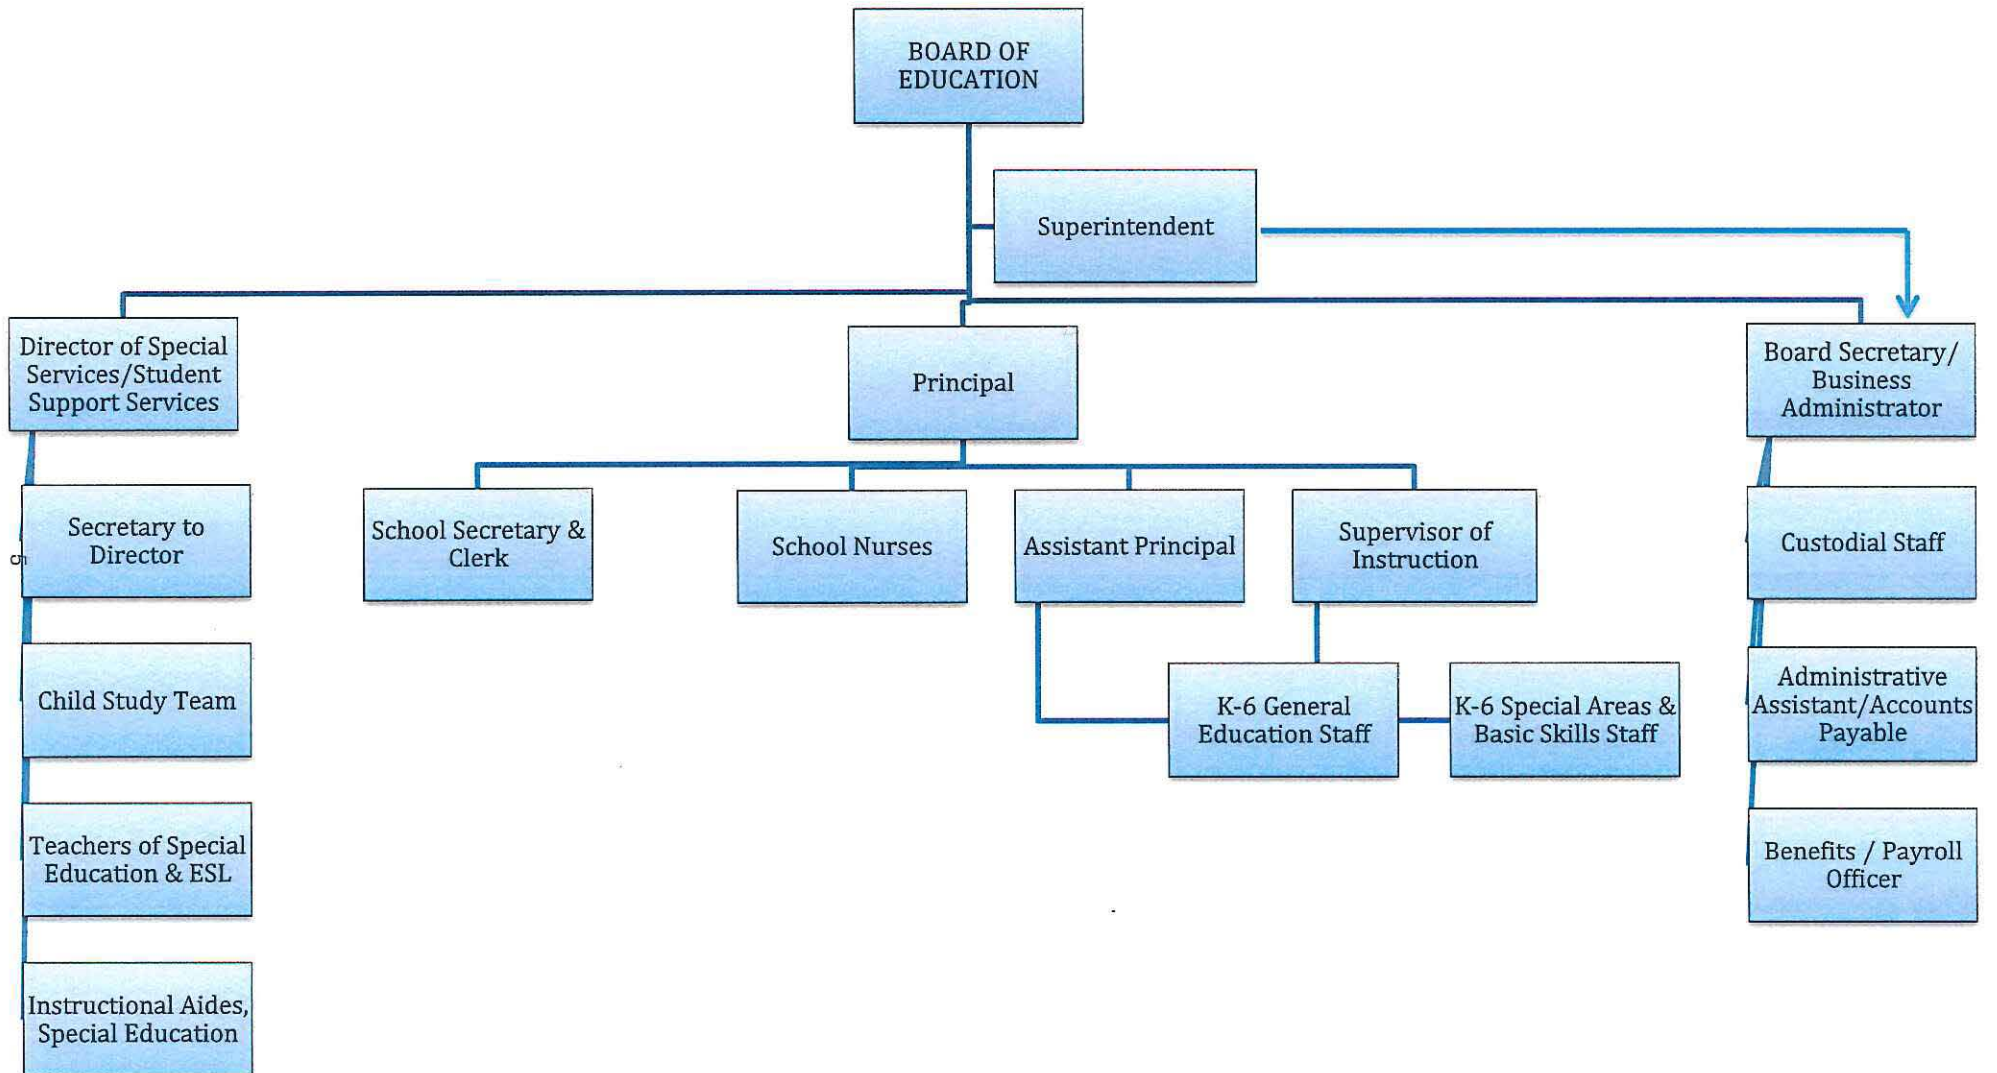 BOARD OF
EDUCATION
Superintendent
Director of Special
Services/Student
Support Services
Principal
Board Secretary/
Business
Administrator
Secretary to
Director
School Secretary &
Clerk
School Nurses
Assistant Principal
Supervisor of
Instruction
Custodial Staff
5
Child Study Team
K-6 General
Education Staff
K-6 Special Areas &
Basic Skills Staff
Administrative
Assistant/Accounts
Payable
Teachers of Special
Education & ESL
Benefits / Payroll
Officer
Instructional Aides,
Special Education